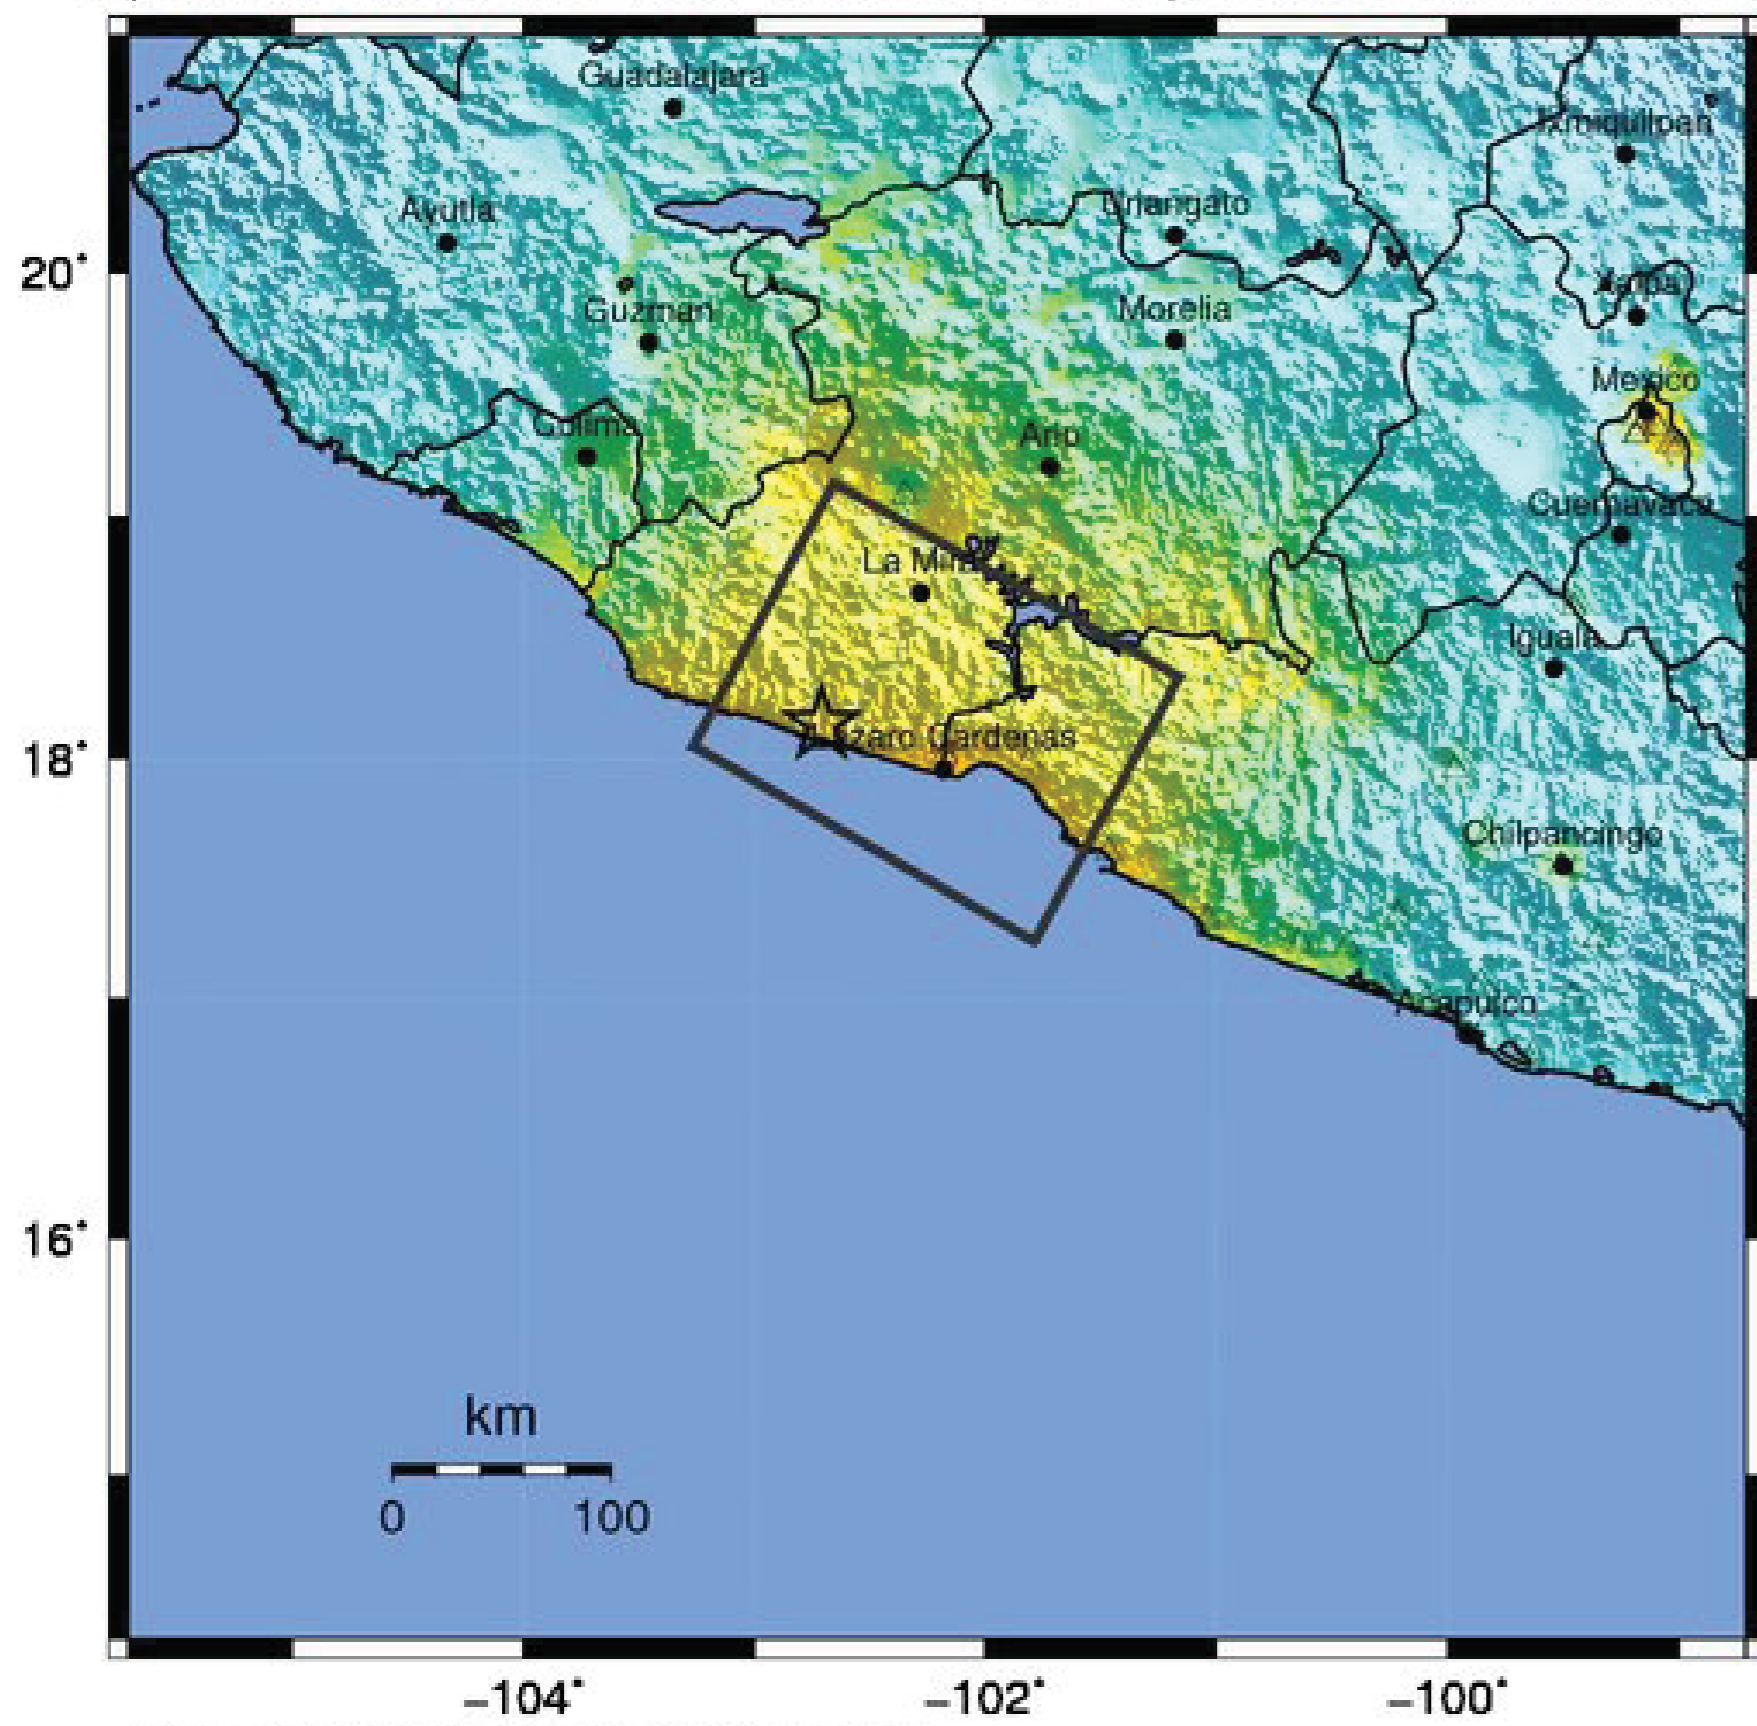 Guadalajara
Ixmiquilpan
Ayutla
Uriangato
20°
Guzman
Morelia
Mexico
Colima
Ario
Cuernavaca
La Mira
Iguala
18°
Lazaro Cardenas
Chilpancingo
Acapulco
16°
km
0 100
-104° -102° -100°